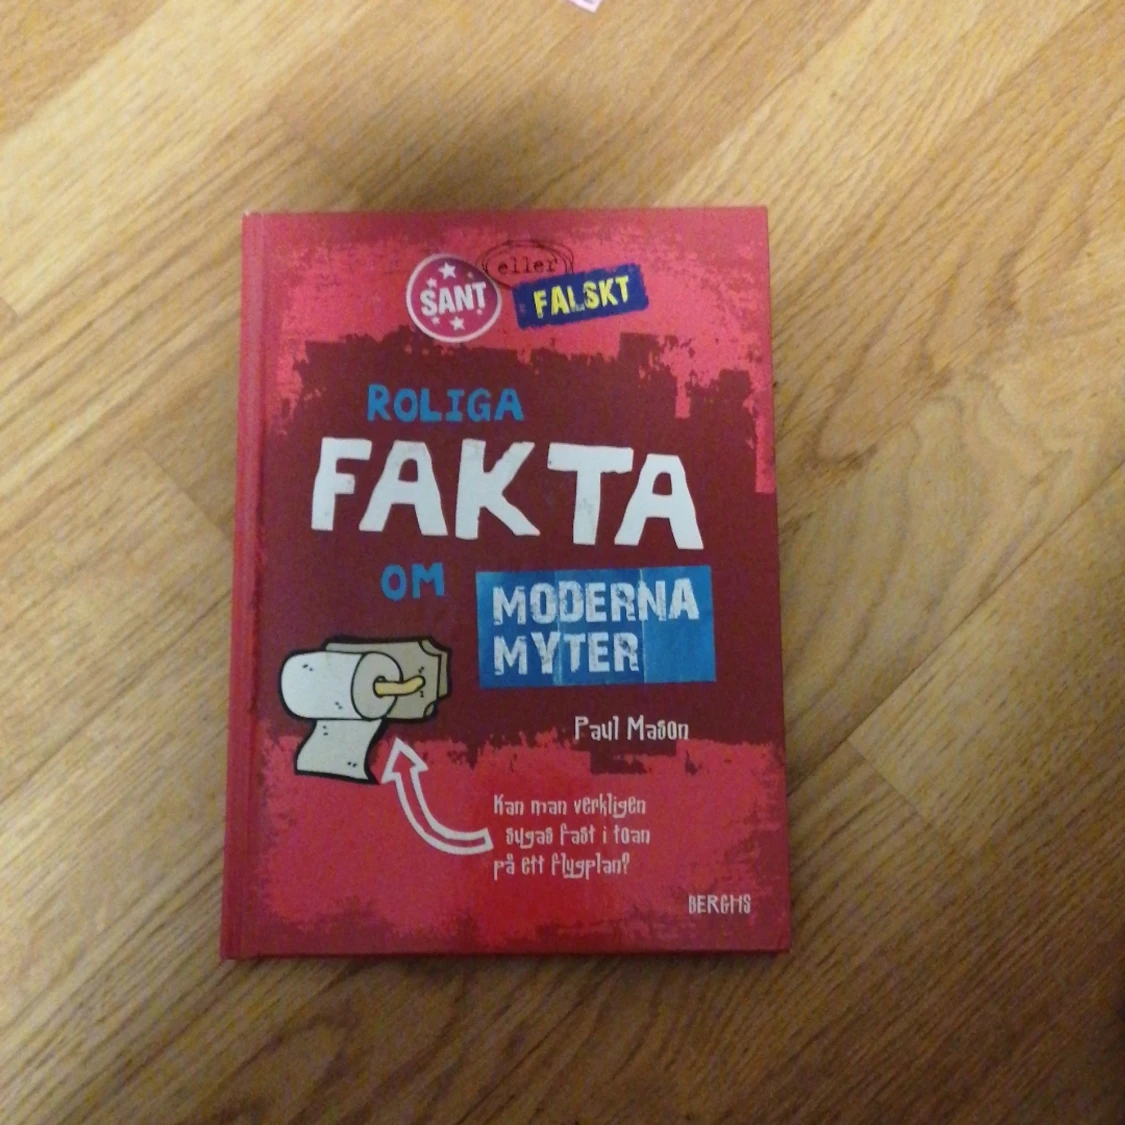 SANT eller FALSKT
ROLIGA
FAKTA
OM MODERNA
MYTER
Paul Mason
Kan man verkligen
sugas fast i toan
på ett flygplan?
BERGHS